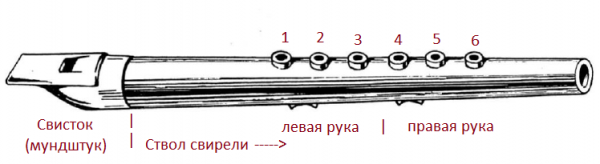 1 2 3 4 5 6
Свисток
(мундштук)
| Ствол свирели ----->
левая рука | правая рука